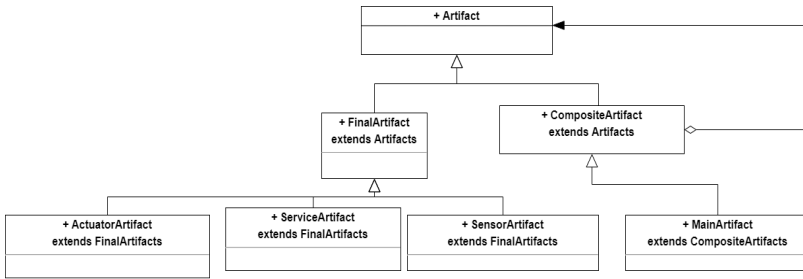 + Artifact
+ FinalArtifact
extends Artifacts
+ CompositeArtifact
extends Artifacts
+ ActuatorArtifact
extends FinalArtifacts
+ ServiceArtifact
extends FinalArtifacts
+ SensorArtifact
extends FinalArtifacts
+ MainArtifact
extends CompositeArtifacts